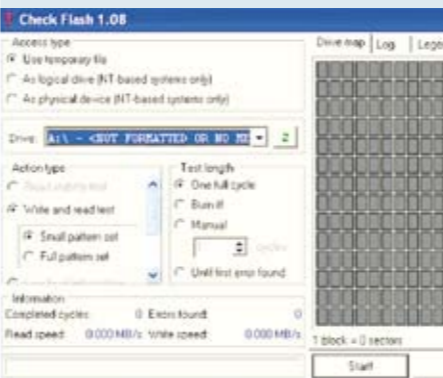 Check Flash 1.08
Access type
Drive map Log
Use temporary file
As logical drive (NT-based systems only)
As physical device (NT-based systems only)
Drive: A:\ - <NOT FORMATTED OR NO
Action type
Test length
One full cycle
Write and read test
Burn it!
Small pattern set
Manual
cycles
Full pattern set
Until first error found
Information
Completed cycles: 0 Errors found: 0
Read speed: 0.000 MB/s Write speed: 0.000 MB/s
1 block = 0 sectors
Start